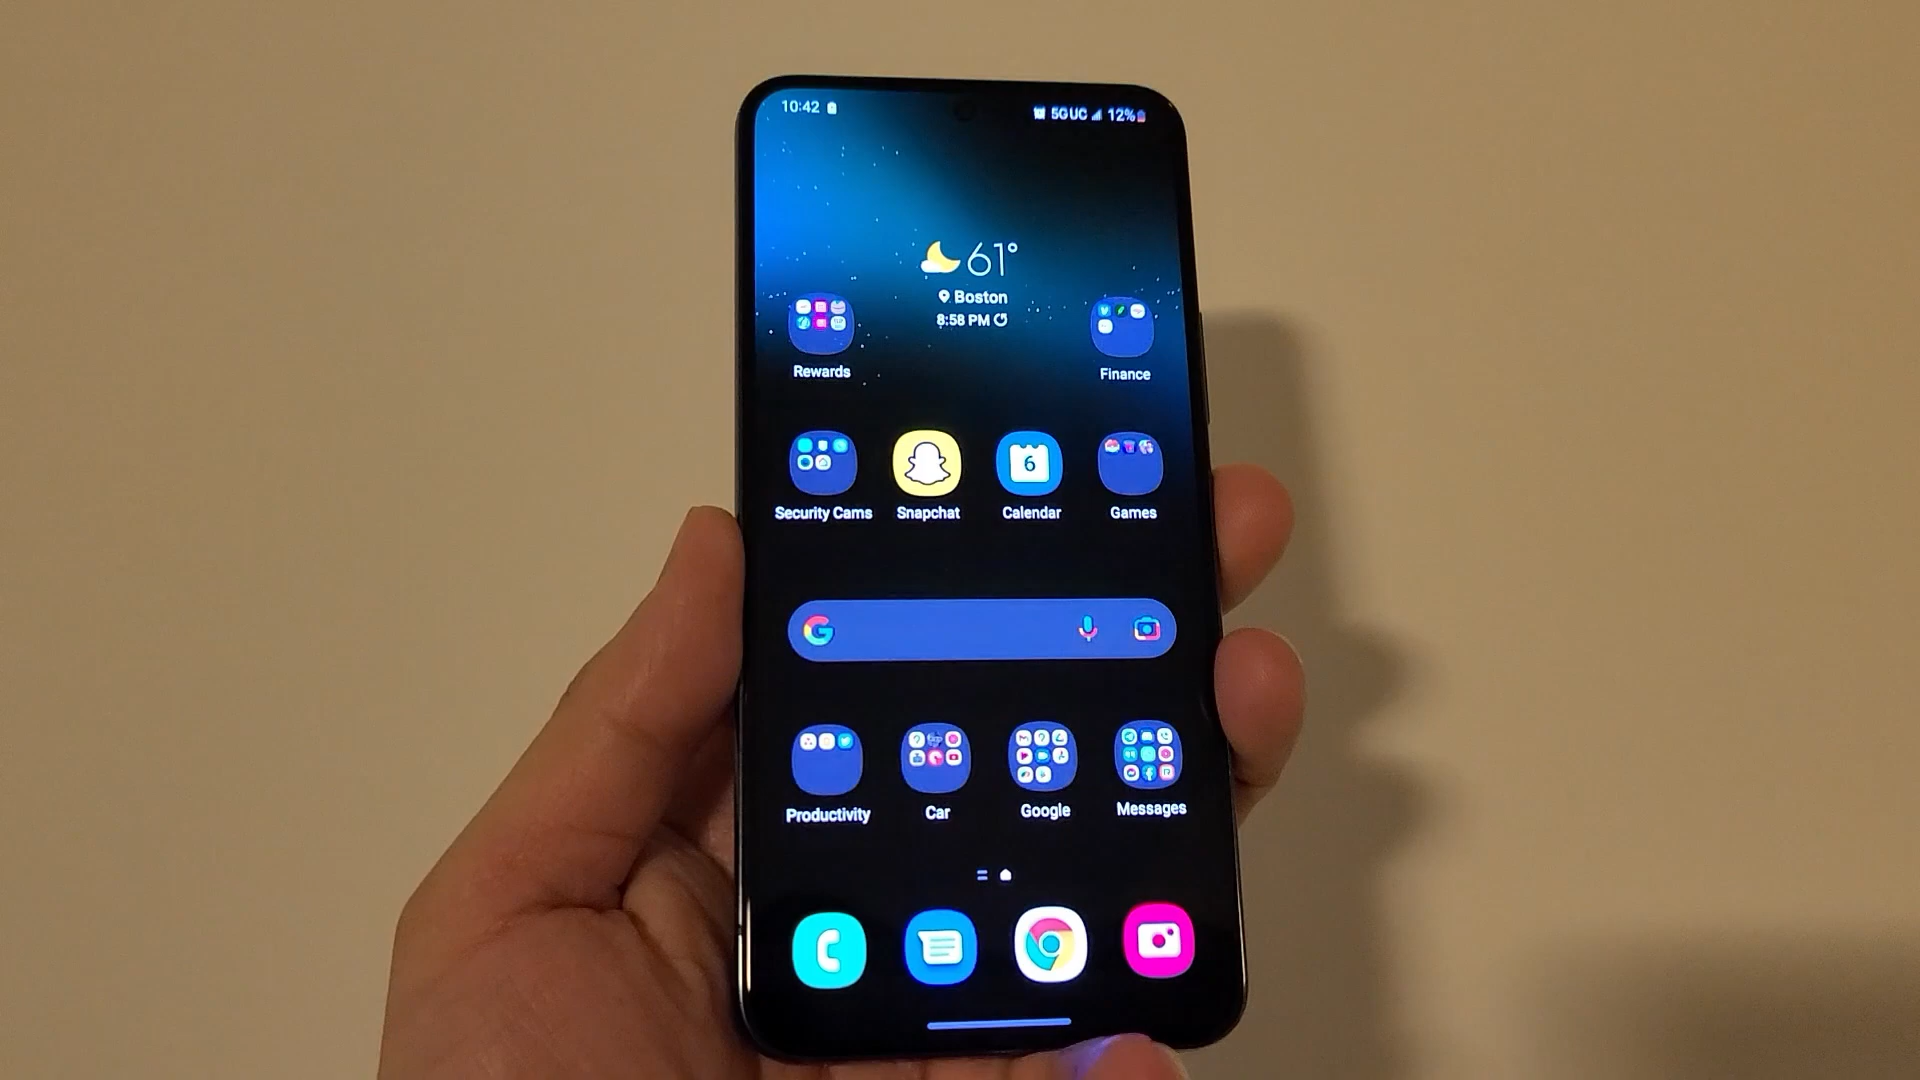 10:42
5G UC 12%
61°
Boston
8:58 PM
Rewards
Finance
6
Security Cams
Snapchat
Calendar
Games
G
Productivity
Car
Google
Messages